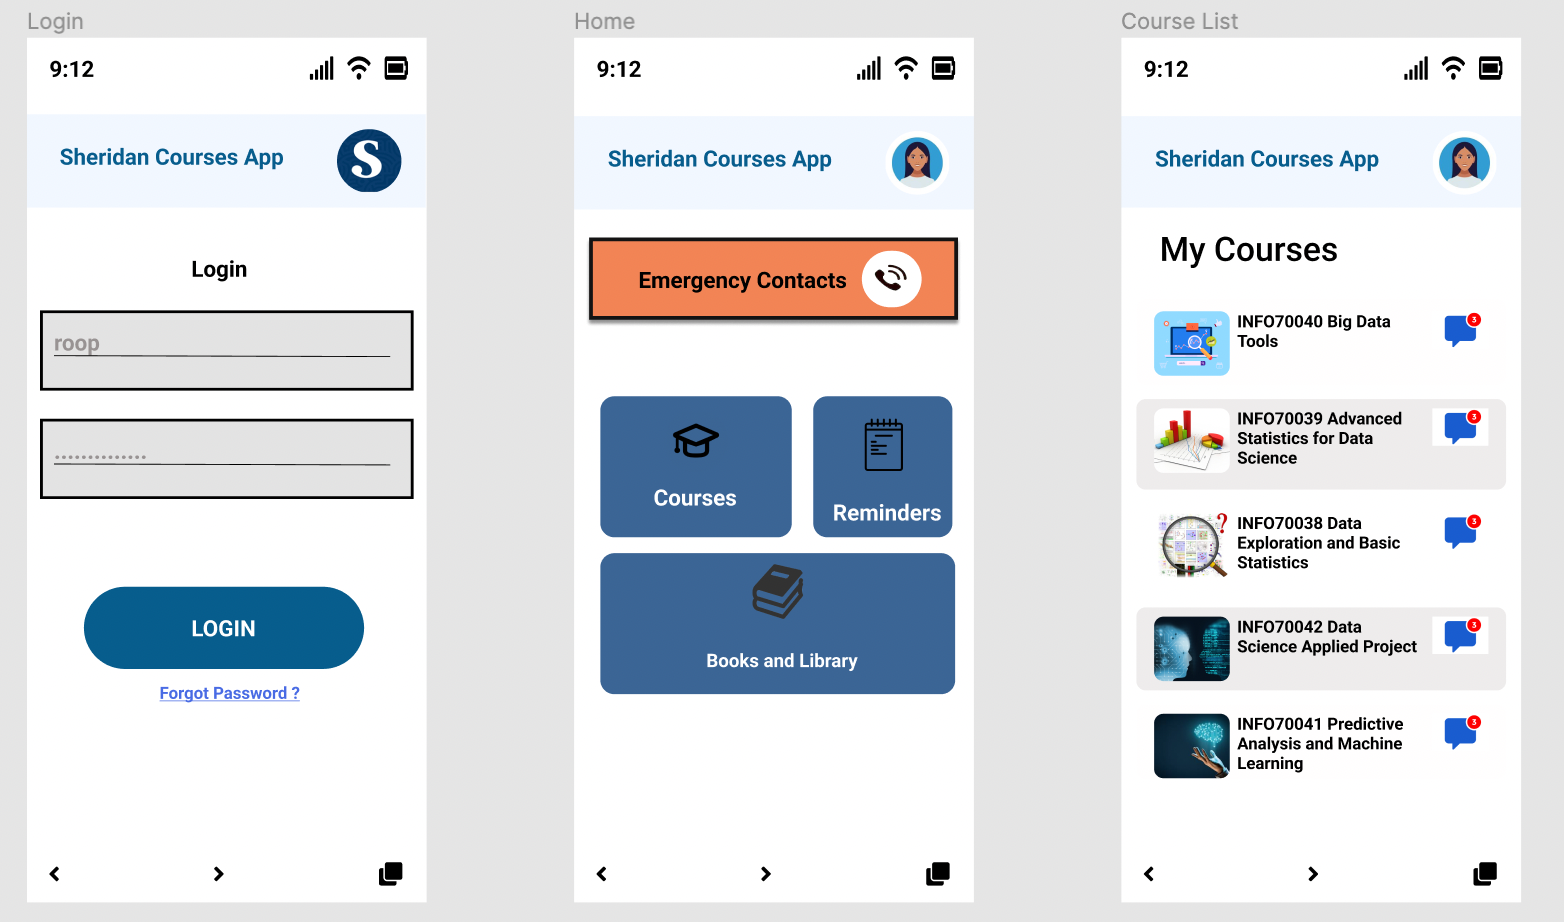 Login
9:12
Sheridan Courses App
S
Login
roop
..............
LOGIN
Forgot Password ?
Home
9:12
Sheridan Courses App
Emergency Contacts
Courses
Reminders
Books and Library
Course List
9:12
Sheridan Courses App
My Courses
INFO70040 Big Data
Tools
3
INFO70039 Advanced
Statistics for Data
Science
3
INFO70038 Data
Exploration and Basic
Statistics
?
3
INFO70042 Data
Science Applied Project
3
INFO70041 Predictive
Analysis and Machine
Learning
3